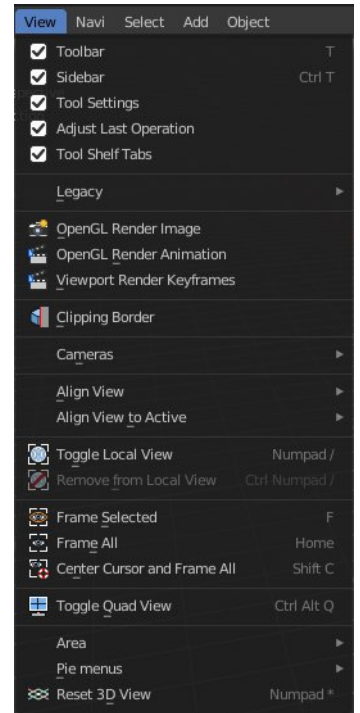 View Navi Select Add Object
Toolbar T
Sidebar Ctrl T
Tool Settings
Adjust Last Operation
Tool Shelf Tabs
Legacy
OpenGL Render Image
OpenGL Render Animation
Viewport Render Keyframes
Clipping Border
Cameras
Align View
Align View to Active
Toggle Local View Numpad /
Remove from Local View Ctrl Numpad /
Frame Selected F
Frame All Home
Center Cursor and Frame All Shift C
Toggle Quad View Ctrl Alt Q
Area
Pie menus
Reset 3D View Numpad *